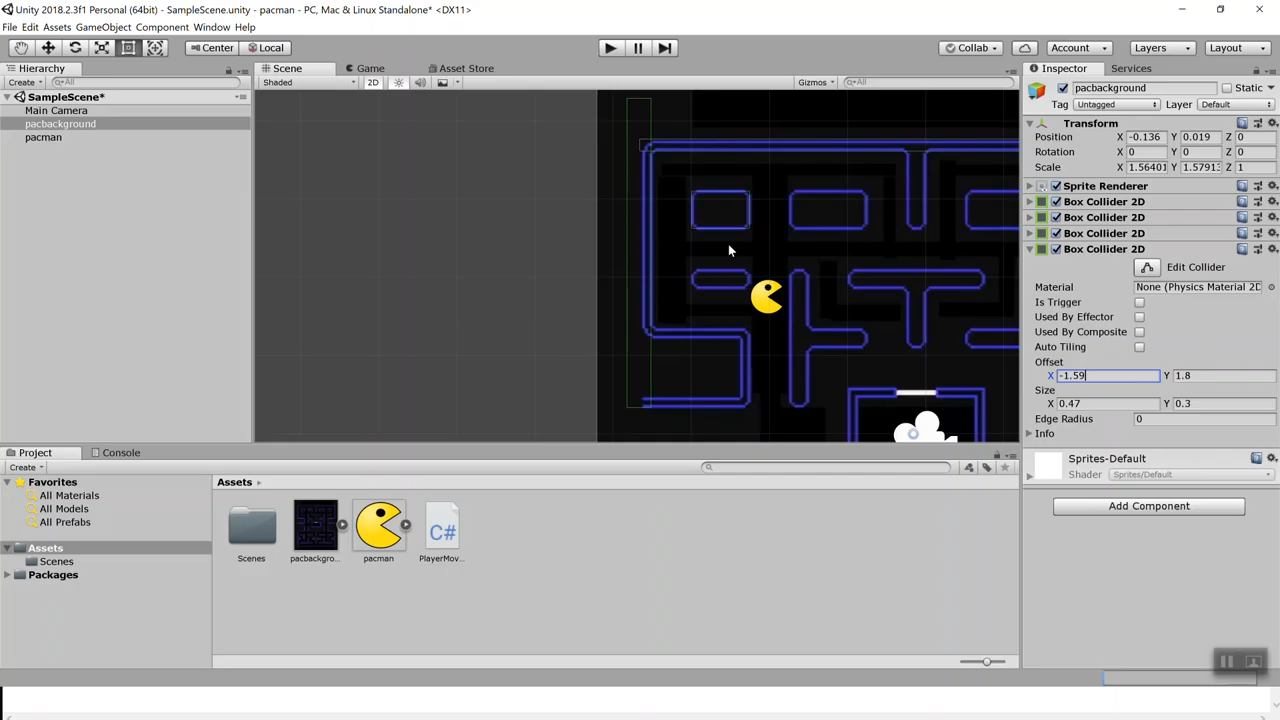 Unity 2018.2.3f1 Personal (64bit) - SampleScene.unity - pacman - PC, Mac & Linux Standalone* <DX11>
File Edit Assets GameObject Component Window Help
Center Local Collab Account Layers Layout
Hierarchy Scene Game Asset Store Inspector Services
Create All Shaded 2D Gizmos All pacbackground Static
SampleScene* Tag Untagged Layer Default
Main Camera
pacbackground Transform
pacman Position X -0.136 Y 0.019 Z 0
Rotation X 0 Y 0 Z 0
Scale X 1.56401 Y 1.57913 Z 1
Sprite Renderer
Box Collider 2D
Box Collider 2D
Box Collider 2D
Box Collider 2D
Edit Collider
Material None (Physics Material 2D
Is Trigger
Used By Effector
Used By Composite
Auto Tiling
Offset
X -1.59 Y 1.8
Size
X 0.47 Y 0.3
Edge Radius 0
Info
Sprites-Default
Shader Sprites/Default
Add Component
Project Console
Create
Favorites
All Materials
All Models
All Prefabs
Assets
Scenes
Packages
Assets
Scenes pacbackgro... pacman PlayerMov...
C#